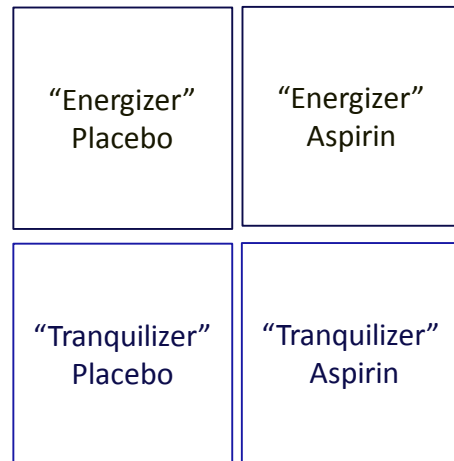 “Energizer”
Placebo
“Energizer”
Aspirin
“Tranquilizer”
Placebo
“Tranquilizer”
Aspirin